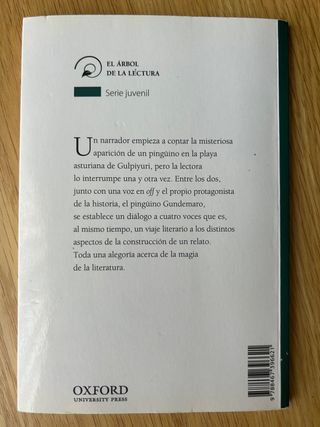 EL ÁRBOL
DE LA LECTURA
Serie juvenil
Un narrador empieza a contar la misteriosa
aparición de un pingüino en la playa
asturiana de Gulpiyuri, pero la lectora
lo interrumpe una y otra vez. Entre los dos,
junto con una voz en off y el propio protagonista
de la historia, el pingüino Gundemaro,
se establece un diálogo a cuatro voces que es,
al mismo tiempo, un viaje literario a los distintos
aspectos de la construcción de un relato.
Toda una alegoría acerca de la magia
de la literatura.
OXFORD
UNIVERSITY PRESS
9 788467 396621